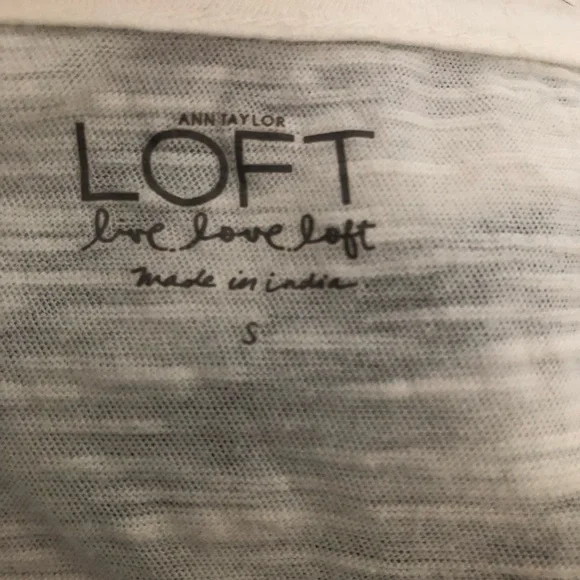 ANN TAYLOR
LOFT
live love loft
made in india
S